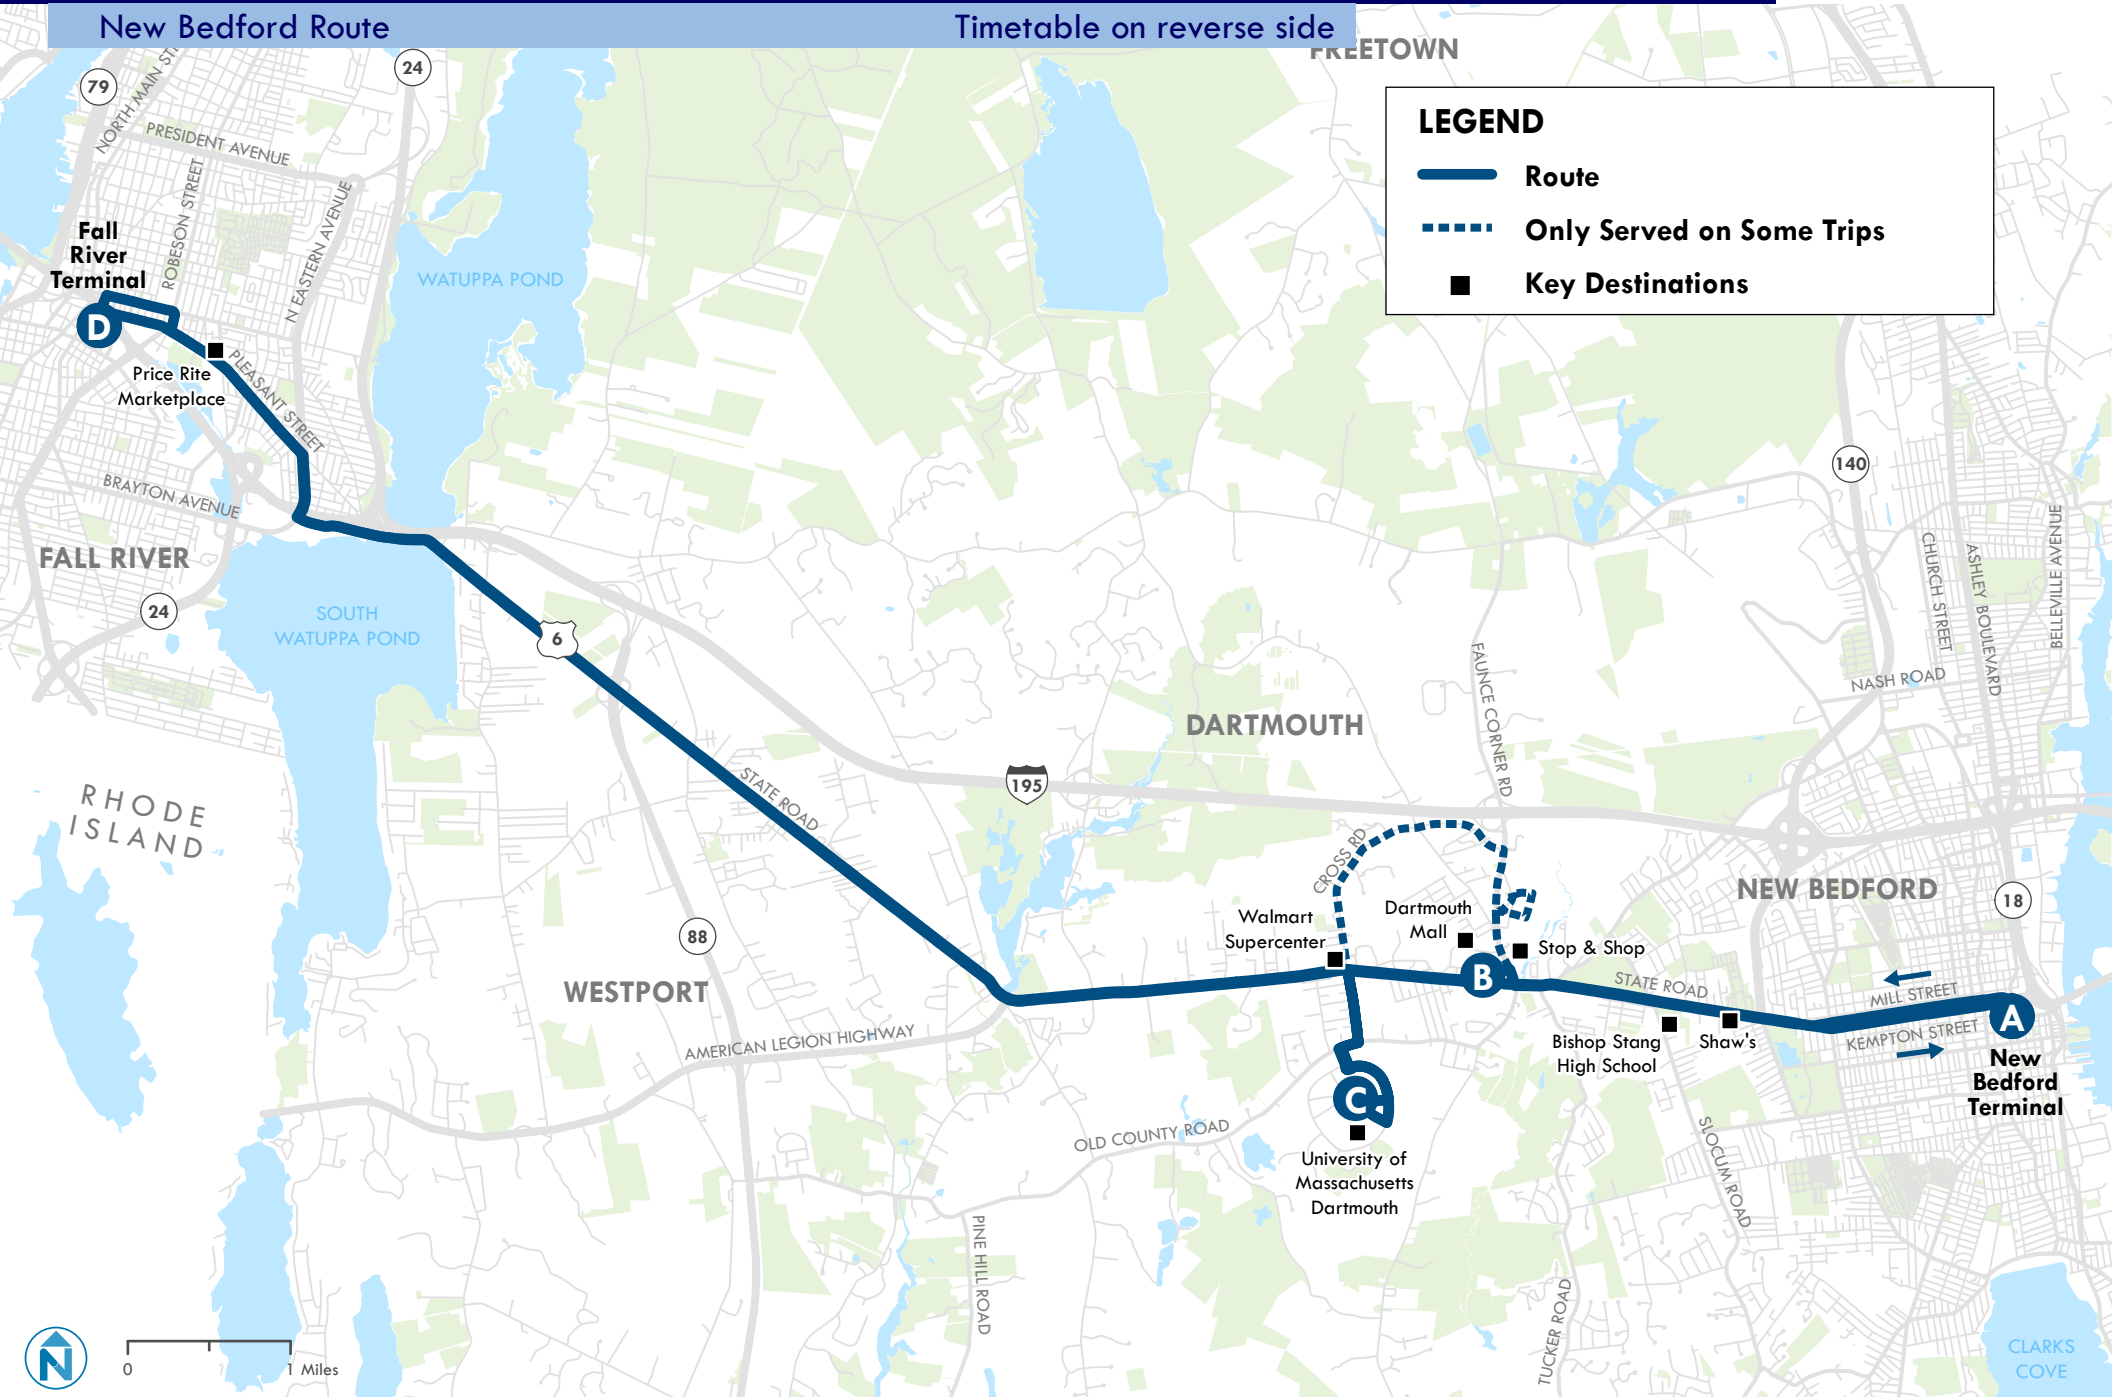 New Bedford Route
Timetable on reverse side
FREETOWN
LEGEND
Route
Only Served on Some Trips
Key Destinations
24
79
NORTH MAIN ST
PRESIDENT AVENUE
ROBESON STREET
N EASTERN AVENUE
Fall
River
Terminal
D
WATUPPA POND
Price Rite
Marketplace
PLEASANT STREET
BRAYTON AVENUE
FALL RIVER
24
SOUTH
WATUPPA POND
6
140
CHURCH STREET
ASHLEY BOULEVARD
BELLEVILLE AVENUE
NASH ROAD
FAUNCE CORNER RD
DARTMOUTH
RHODE
ISLAND
STATE ROAD
195
CROSS RD
NEW BEDFORD
18
88
WESTPORT
Walmart
Supercenter
Dartmouth
Mall
Stop & Shop
B
STATE ROAD
MILL STREET
KEMPTON STREET
A
New
Bedford
Terminal
Bishop Stang
High School
Shaw's
AMERICAN LEGION HIGHWAY
C
University of
Massachusetts
Dartmouth
OLD COUNTY ROAD
SLOCUM ROAD
PINE HILL ROAD
TUCKER ROAD
CLARKS
COVE
N
0
1 Miles